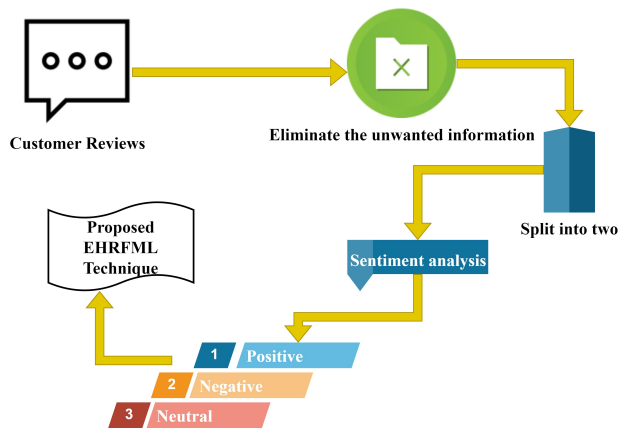 Customer Reviews
Eliminate the unwanted information
Split into two
Sentiment analysis
1 Positive
2 Negative
3 Neutral
Proposed
EHRFML
Technique